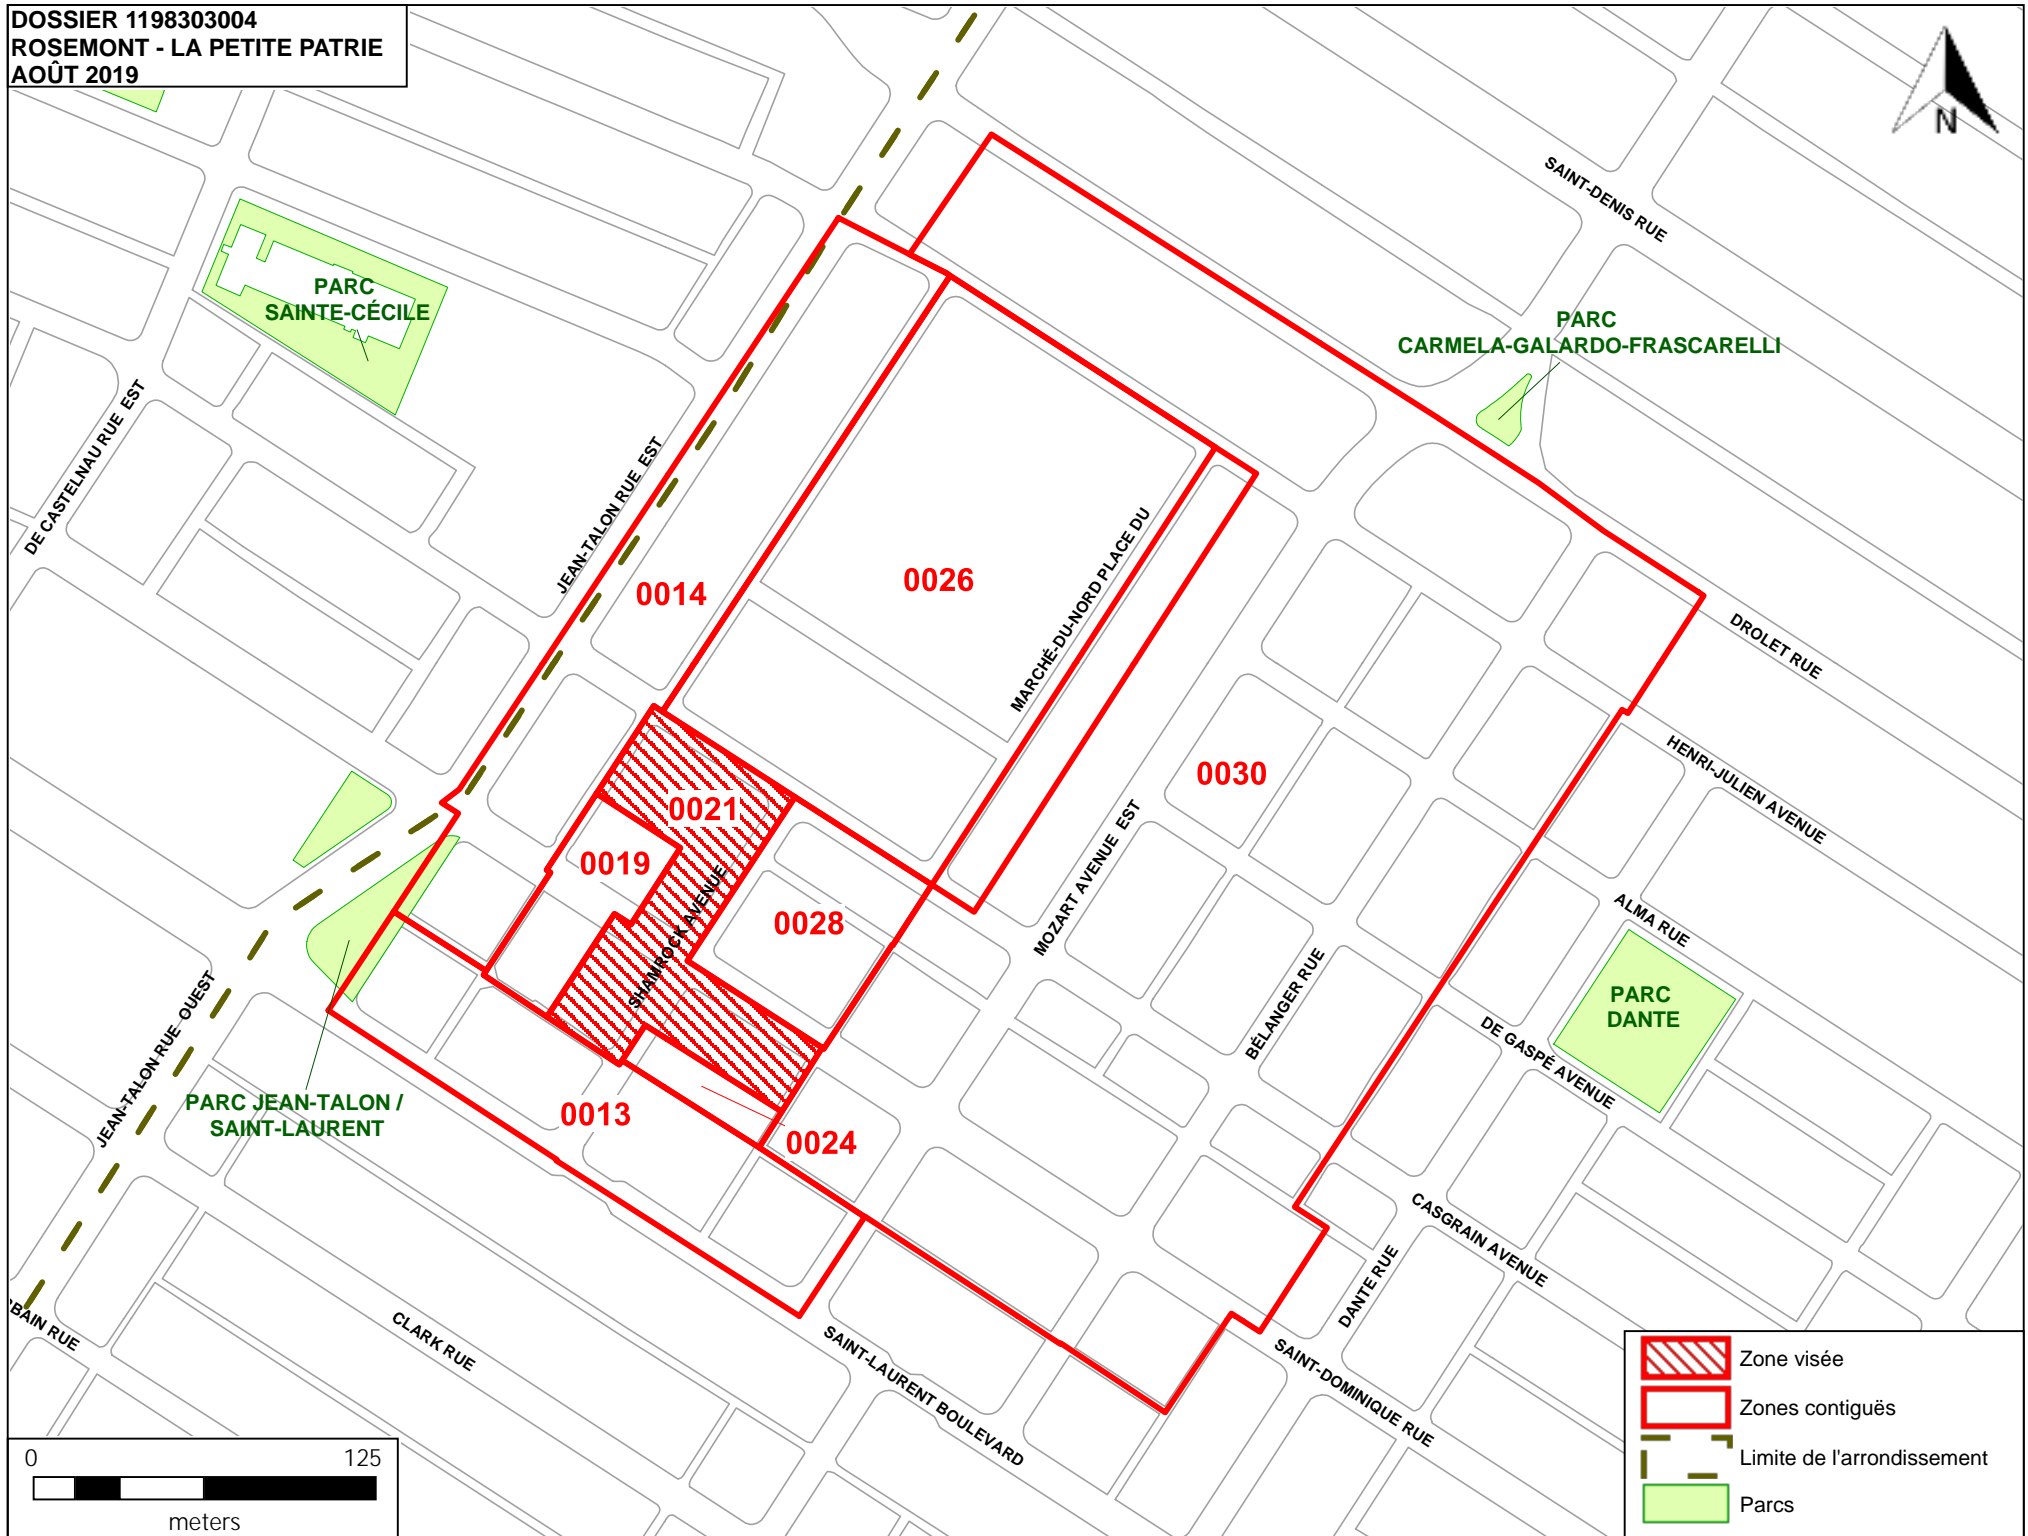 DOSSIER 1198303004
ROSEMONT - LA PETITE PATRIE
AOÛT 2019
N
SAINT-DENIS RUE
PARC
SAINTE-CÉCILE
PARC
CARMELA-GALARDO-FRASCARELLI
DE CASTELNAU RUE EST
JEAN-TALON RUE EST
MARCHÉ-DU-NORD PLACE DU
0014
0026
DROLET RUE
HENRI-JULIEN AVENUE
0030
0021
0019
SHAMROCK AVENUE
0028
MOZART AVENUE EST
ALMA RUE
BÉLANGER RUE
PARC
DANTE
DE GASPÉ AVENUE
JEAN-TALON RUE OUEST
PARC JEAN-TALON /
SAINT-LAURENT
0013
0024
CASGRAIN AVENUE
DANTE RUE
BAIN RUE
CLARK RUE
SAINT-LAURENT BOULEVARD
SAINT-DOMINIQUE RUE
Zone visée
Zones contiguës
Limite de l'arrondissement
Parcs
0 125
meters